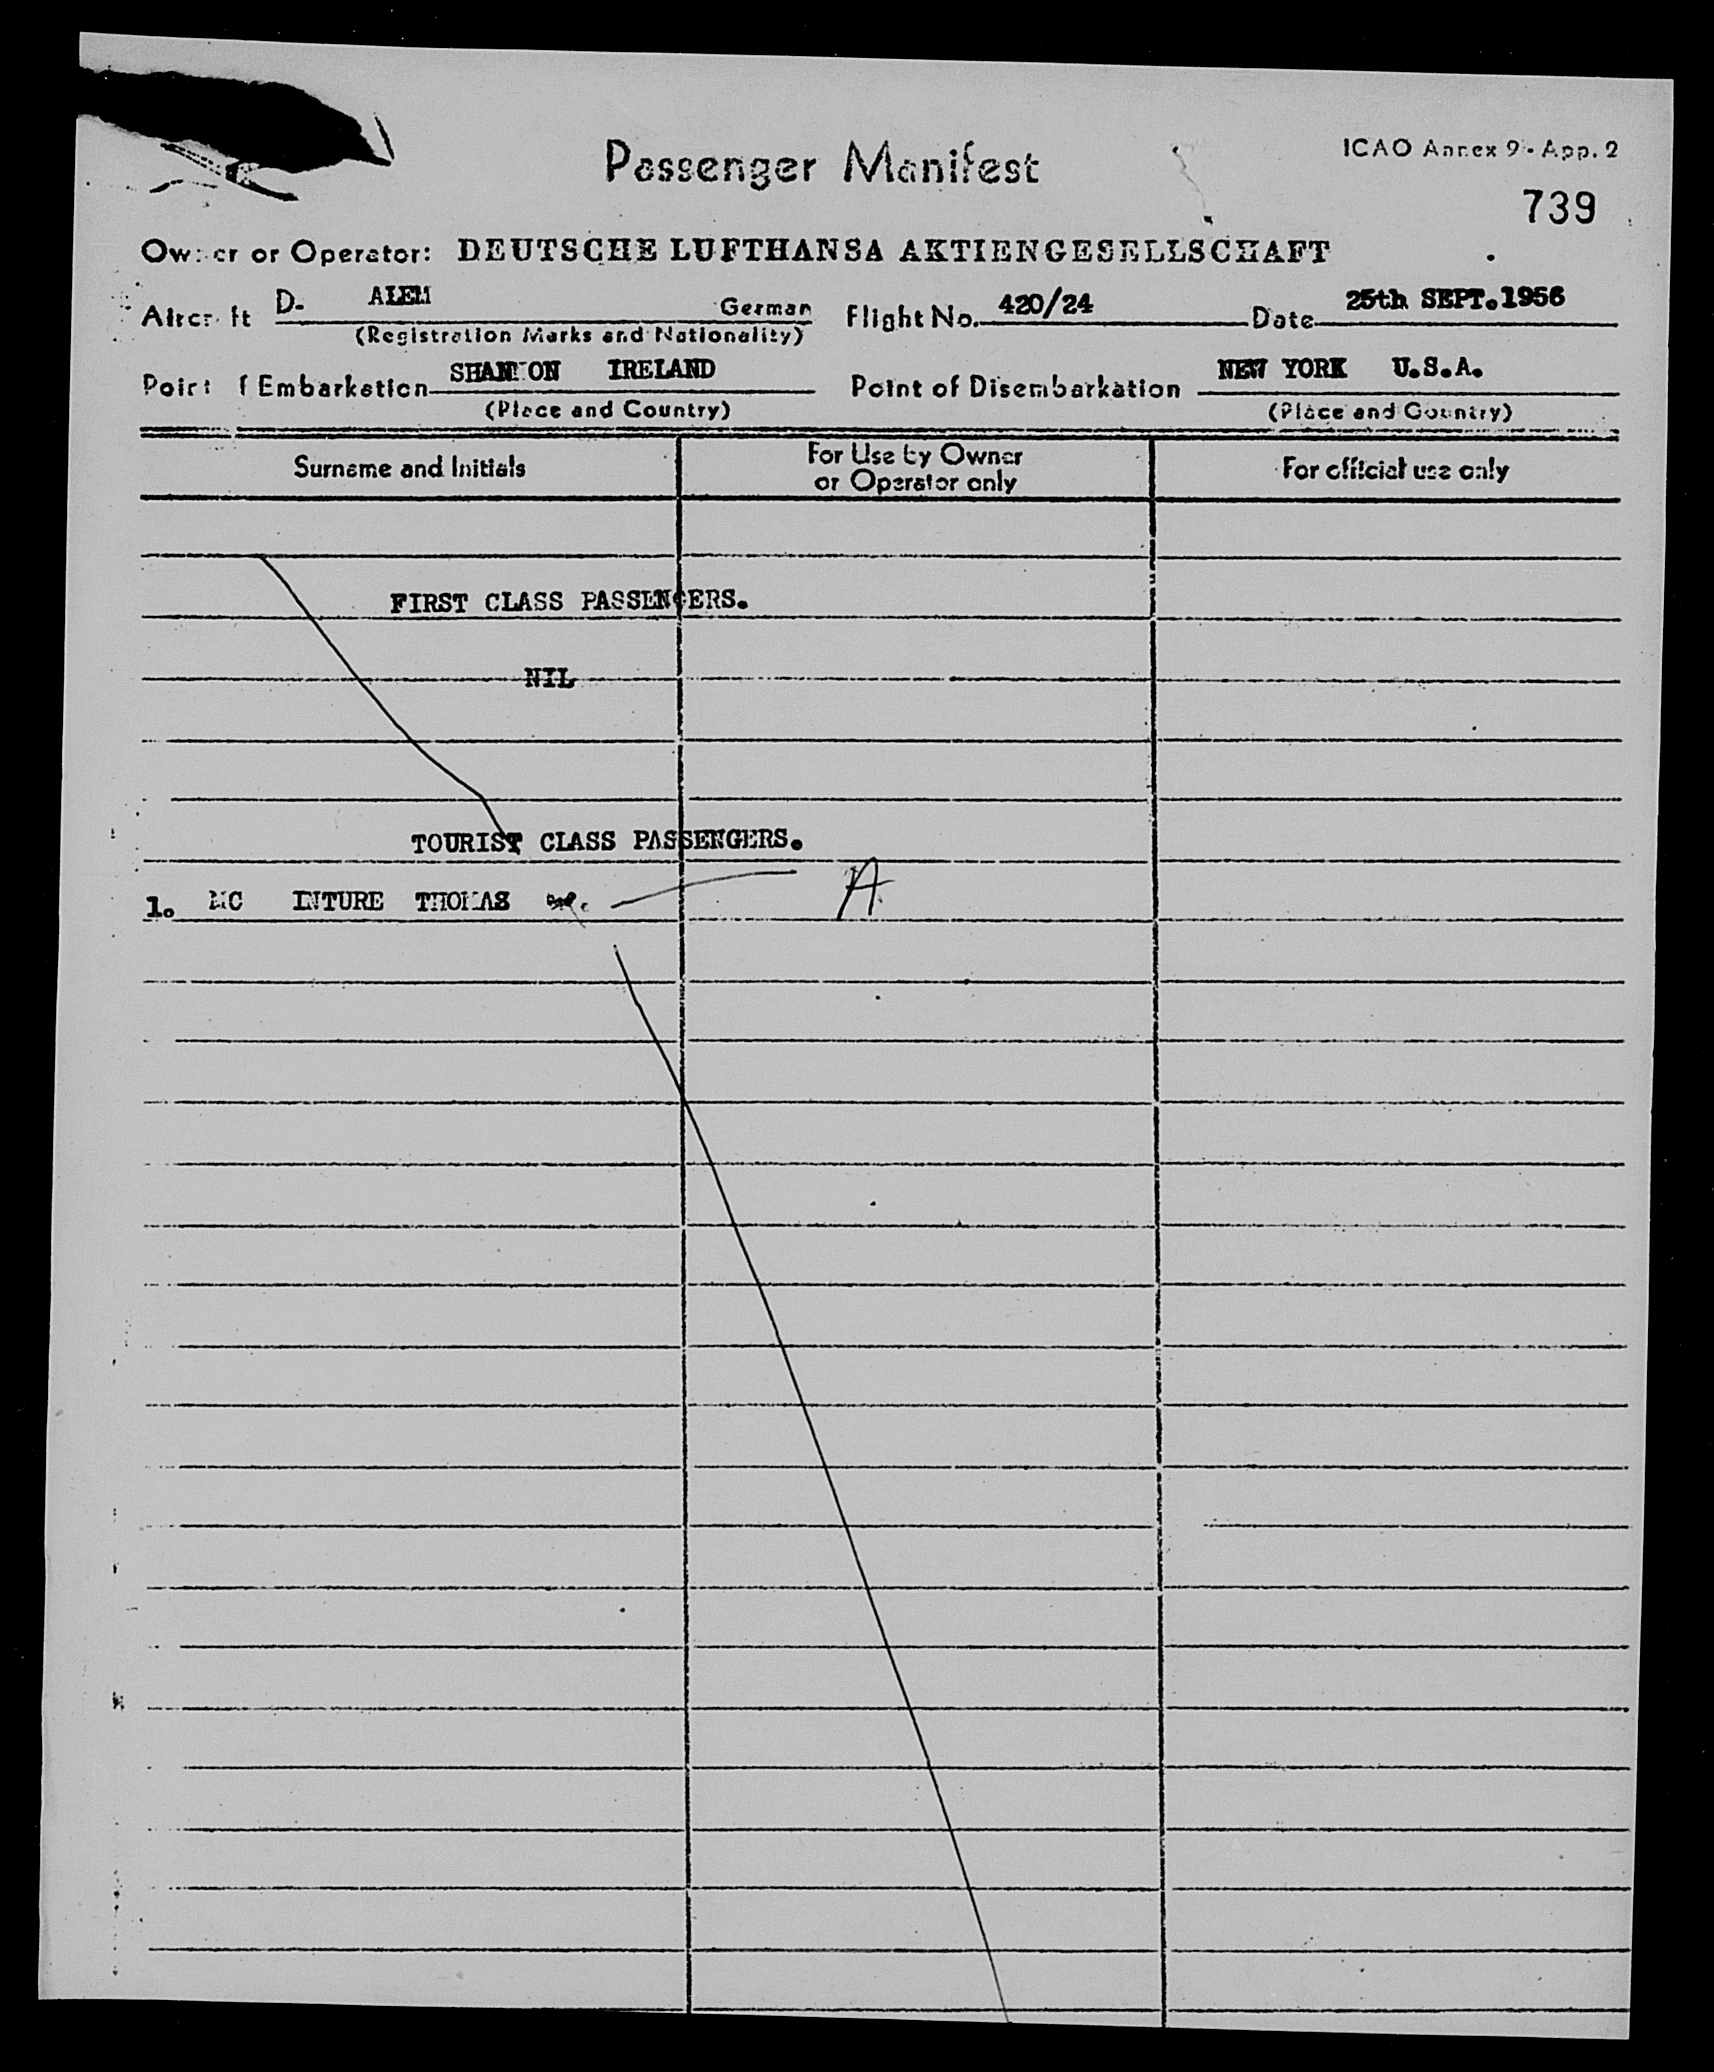 Passenger Manifest
ICAO Annex 9 - App. 2
739
Owner or Operator: DEUTSCHE LUFTHANSA AKTIENGESELLSCHAFT
Aircraft D- ALEM German Flight No. 420/24 Date 25th SEPT.1956
(Registration Marks and Nationality)
Point of Embarkation SHANNON IRELAND Point of Disembarkation NEW YORK U.S.A.
(Place and Country) (Place and Country)
Surname and Initials For Use by Owner or Operator only For official use only
FIRST CLASS PASSENGERS.
NIL
TOURIST CLASS PASSENGERS.
1. MC INTURE THOMAS A